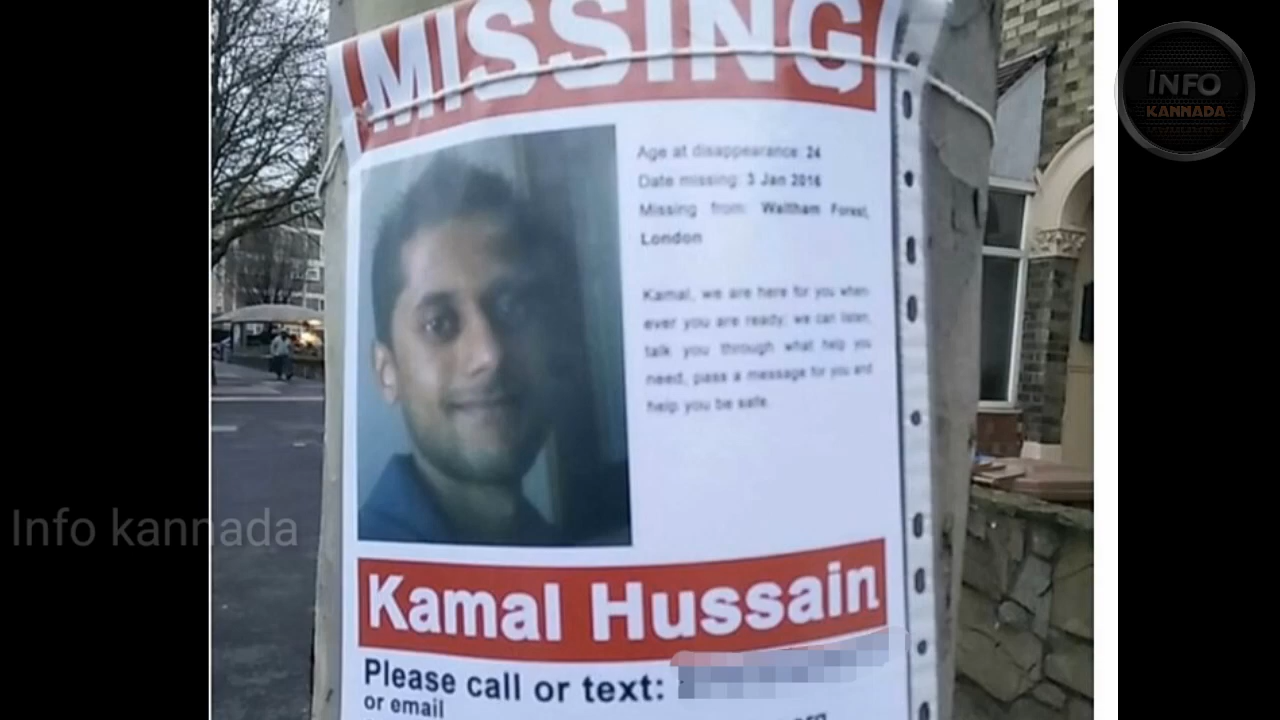 MISSING
INFO
KANNADA
Age at disappearance: 24
Date missing: 3 Jan 2016
Missing from: Waltham Forest,
London
Kamal, we are here for you when
ever you are ready; we can listen,
talk you through what help you
need, pass a message for you and
help you be safe.
Info kannada
Kamal Hussain
Please call or text:
or email